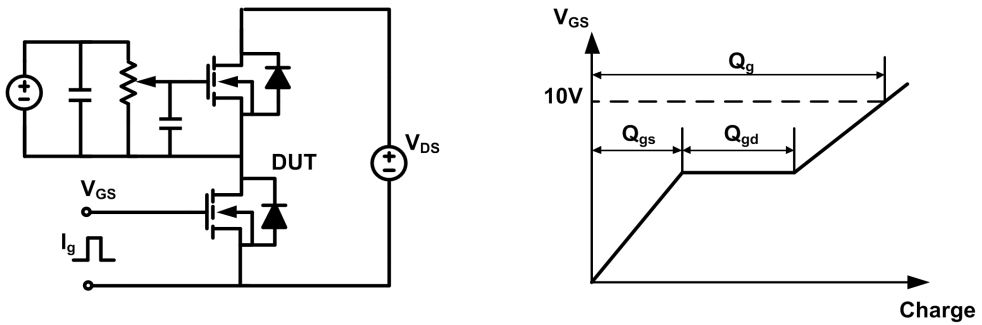 V_DS
DUT
V_GS
I_g
V_GS
Q_g
10V
Q_gs
Q_gd
Charge